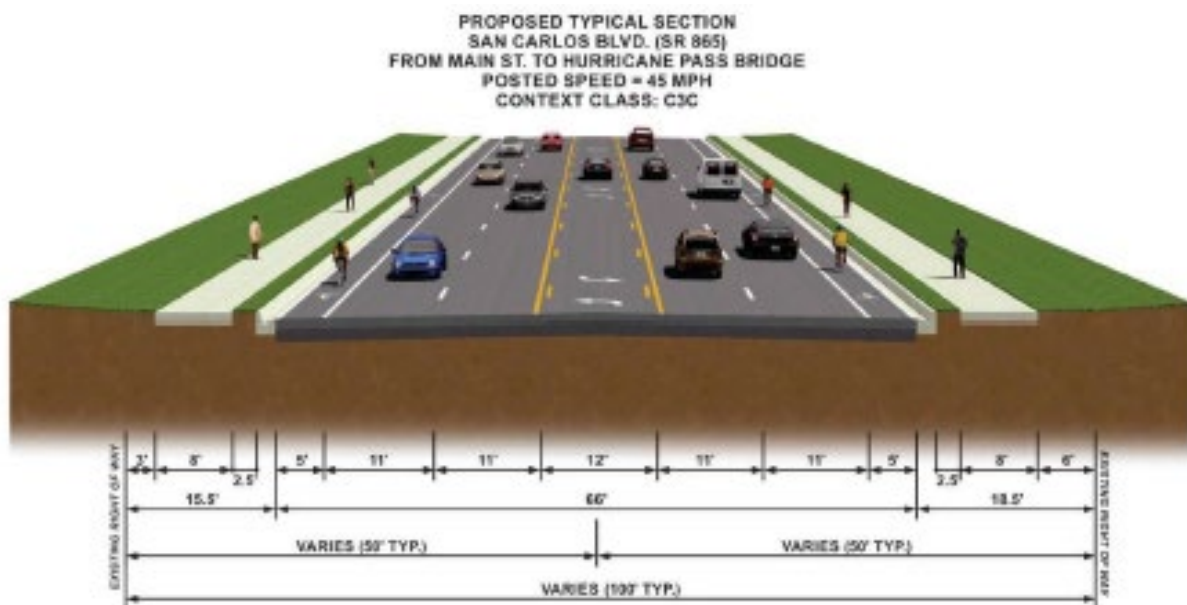 PROPOSED TYPICAL SECTION
SAN CARLOS BLVD. (SR 865)
FROM MAIN ST. TO HURRICANE PASS BRIDGE
POSTED SPEED = 45 MPH
CONTEXT CLASS: C3C
EXISTING RIGHT OF WAY
3' 8' 2.5' 5' 11' 11' 12' 11' 11' 5' 2.5' 8' 6'
EXISTING RIGHT OF WAY
15.5' 66' 18.5'
VARIES (50' TYP.) VARIES (50' TYP.)
VARIES (100' TYP.)